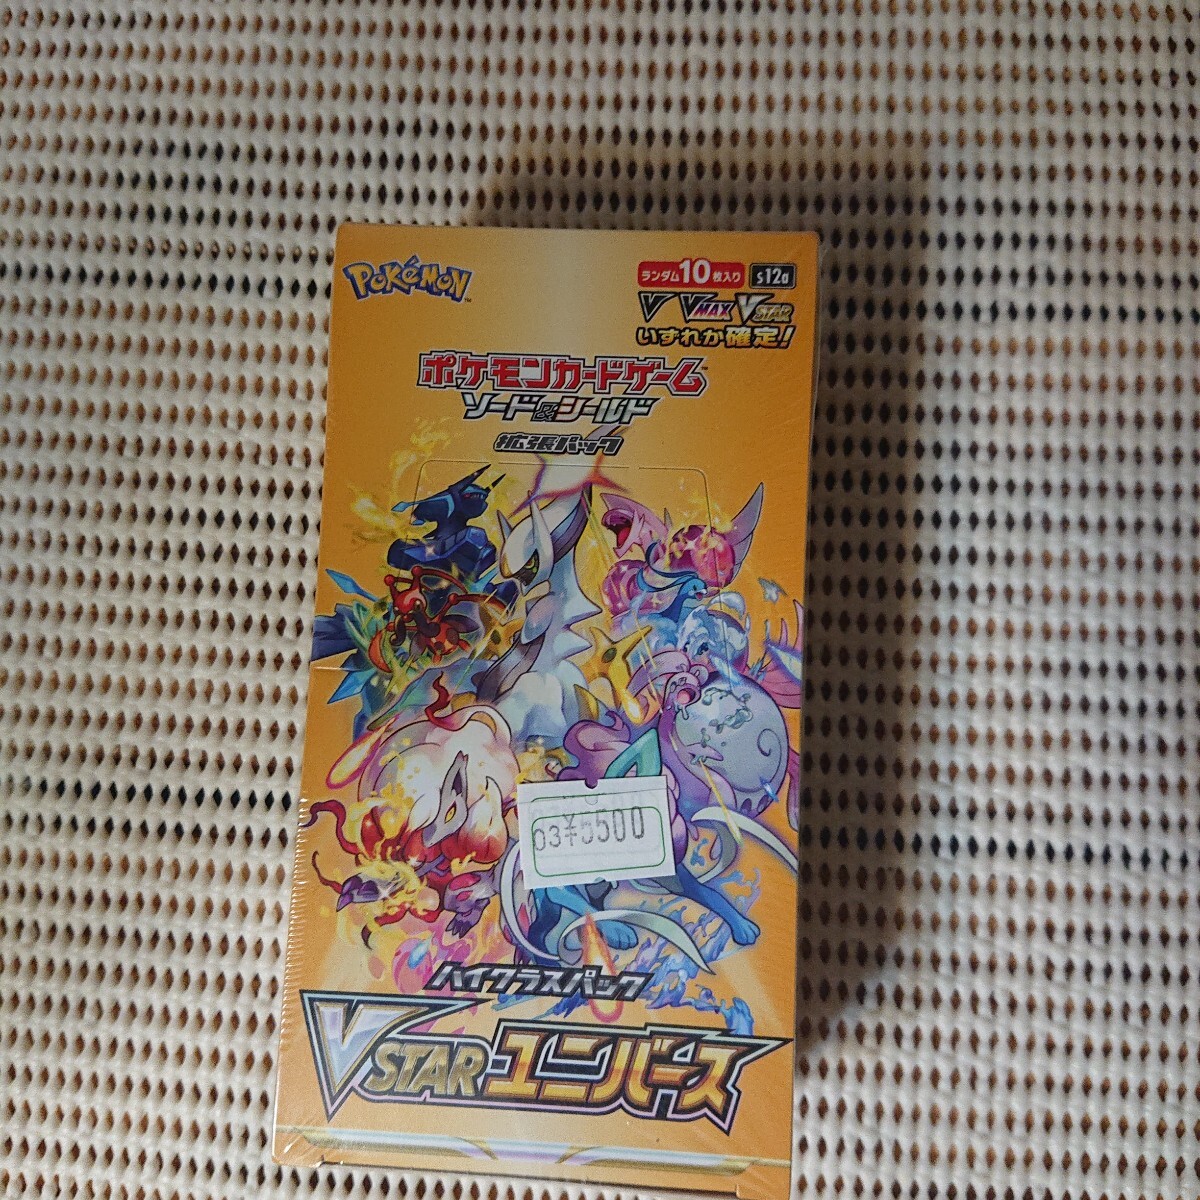 POKéMON
ランダム10枚入り s12a
V VMAX VSTAR
いずれか確定!
ポケモンカードゲーム
ソード&シールド
拡張パック
03¥5500
ハイクラスパック
VSTARユニバース